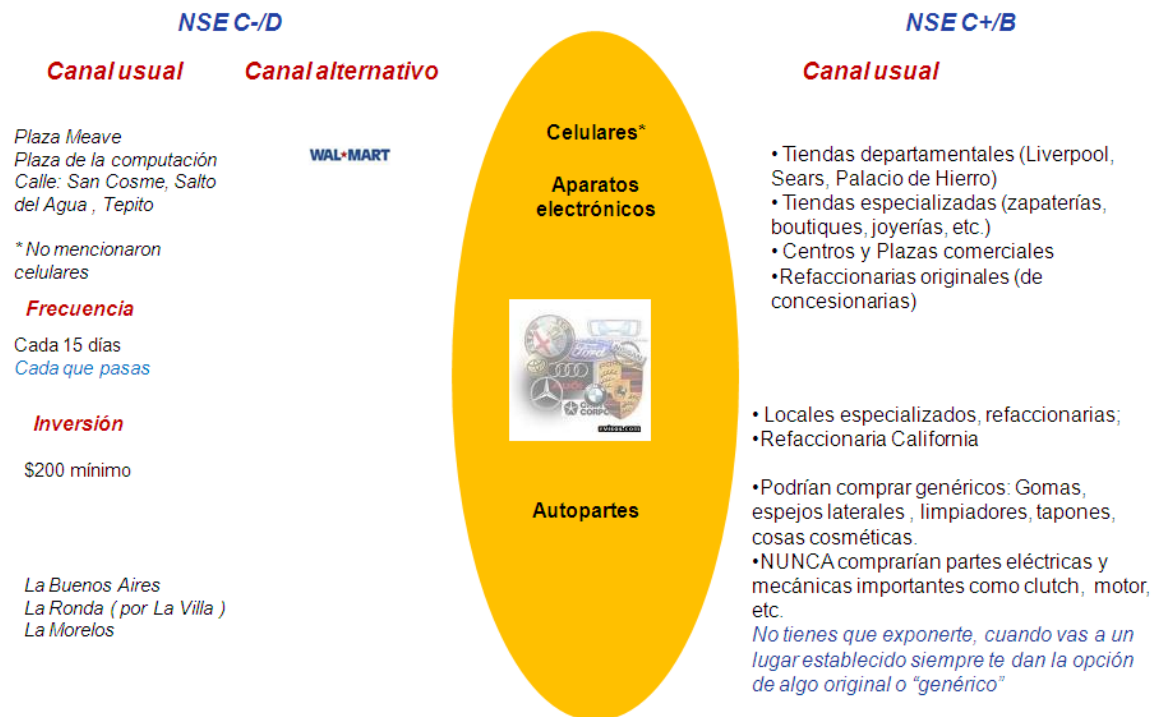 NSE C-/D
Canal usual
Canal alternativo
Plaza Meave
Plaza de la computación
Calle: San Cosme, Salto
del Agua , Tepito
* No mencionaron
celulares
WAL★MART
Frecuencia
Cada 15 días
Cada que pasas
Inversión
$200 mínimo
La Buenos Aires
La Ronda ( por La Villa )
La Morelos
Celulares*
Aparatos
electrónicos
Ford
NISSAN
Audi
PORSCHE
BMW
Autopartes
NSE C+/B
Canal usual
• Tiendas departamentales (Liverpool,
Sears, Palacio de Hierro)
• Tiendas especializadas (zapaterías,
boutiques, joyerías, etc.)
• Centros y Plazas comerciales
•Refaccionarias originales (de
concesionarias)
• Locales especializados, refaccionarias;
•Refaccionaria California
•Podrían comprar genéricos: Gomas,
espejos laterales , limpiadores, tapones,
cosas cosméticas.
•NUNCA comprarían partes eléctricas y
mecánicas importantes como clutch, motor,
etc.
No tienes que exponerte, cuando vas a un
lugar establecido siempre te dan la opción
de algo original o “genérico”